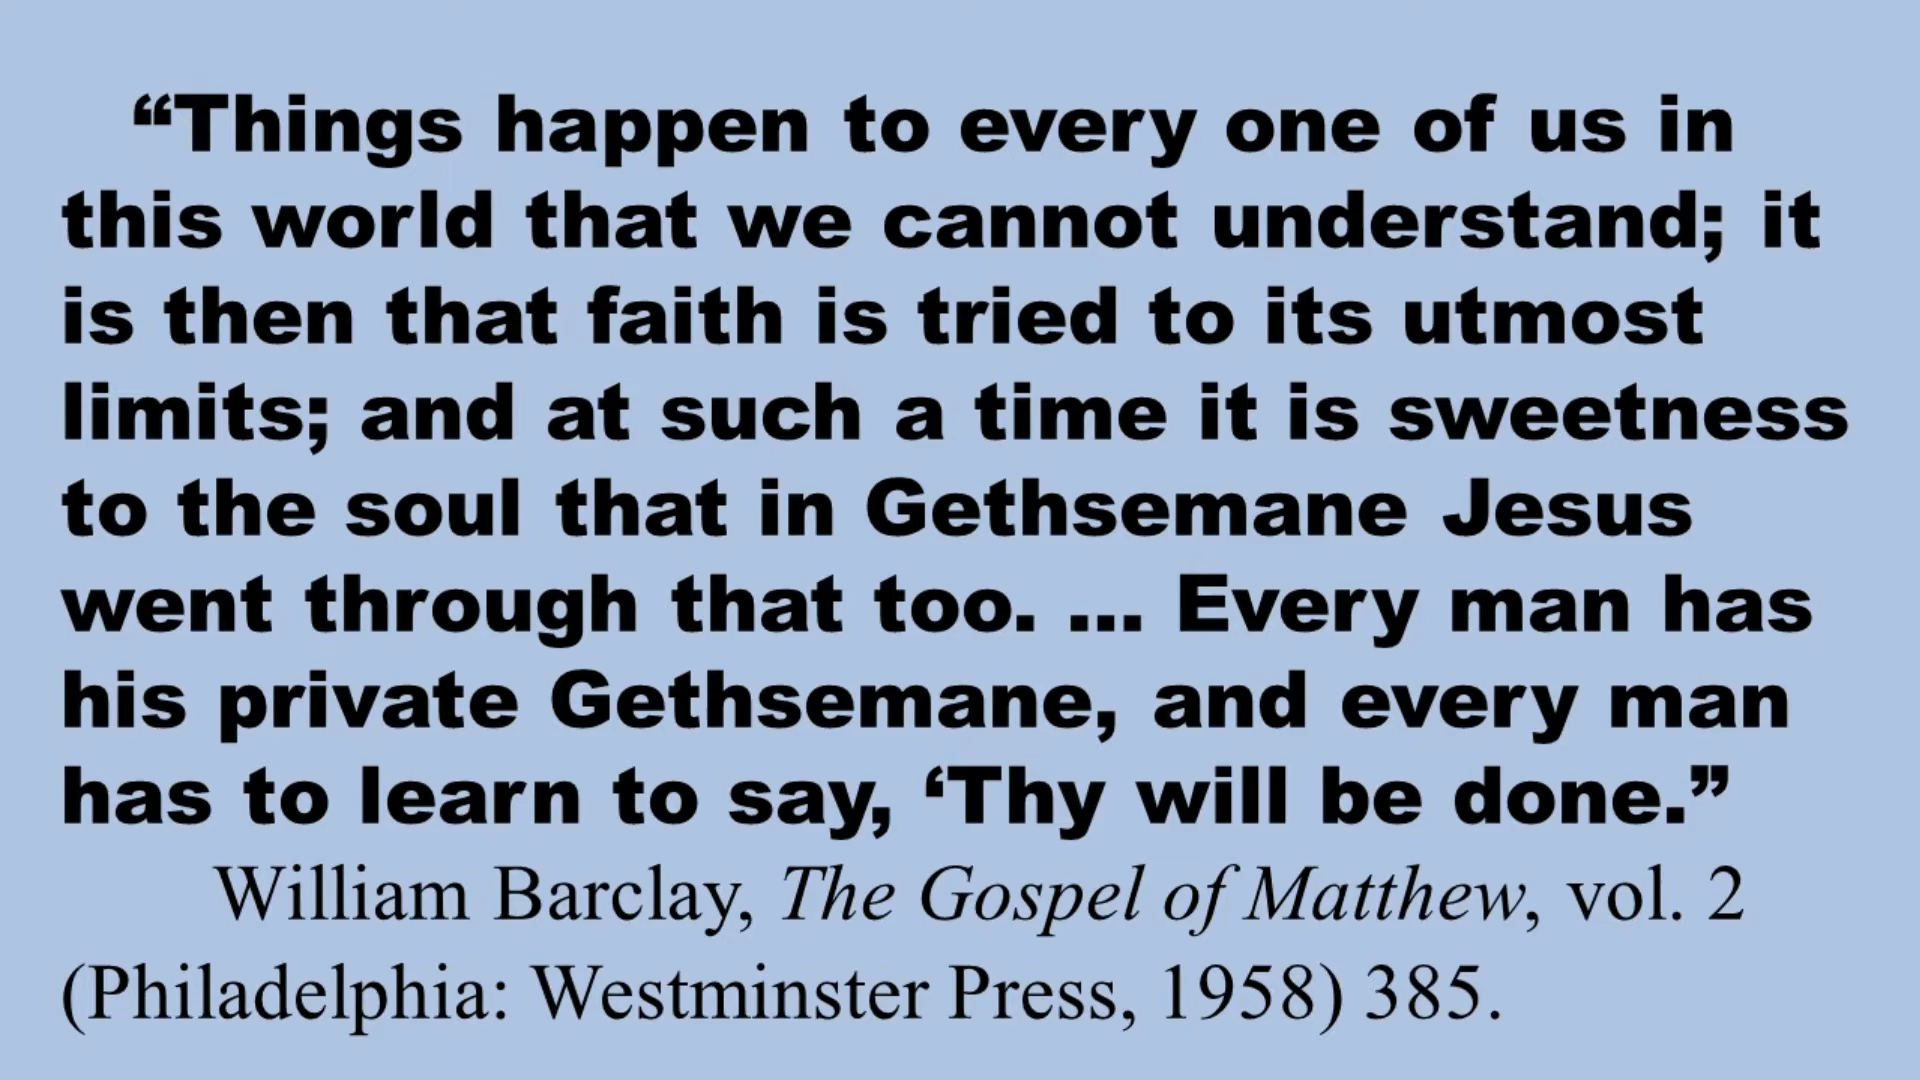 “Things happen to every one of us in
this world that we cannot understand; it
is then that faith is tried to its utmost
limits; and at such a time it is sweetness
to the soul that in Gethsemane Jesus
went through that too. ... Every man has
his private Gethsemane, and every man
has to learn to say, ‘Thy will be done.”
William Barclay, The Gospel of Matthew, vol. 2
(Philadelphia: Westminster Press, 1958) 385.